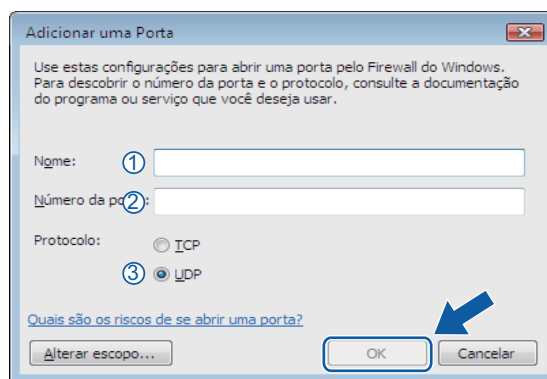 Adicionar uma Porta
Use estas configurações para abrir uma porta pelo Firewall do Windows.
Para descobrir o número da porta e o protocolo, consulte a documentação
do programa ou serviço que você deseja usar.
Nome: 1
Número da po 2 :
Protocolo: TCP
3 UDP
Quais são os riscos de se abrir uma porta?
Alterar escopo... OK Cancelar